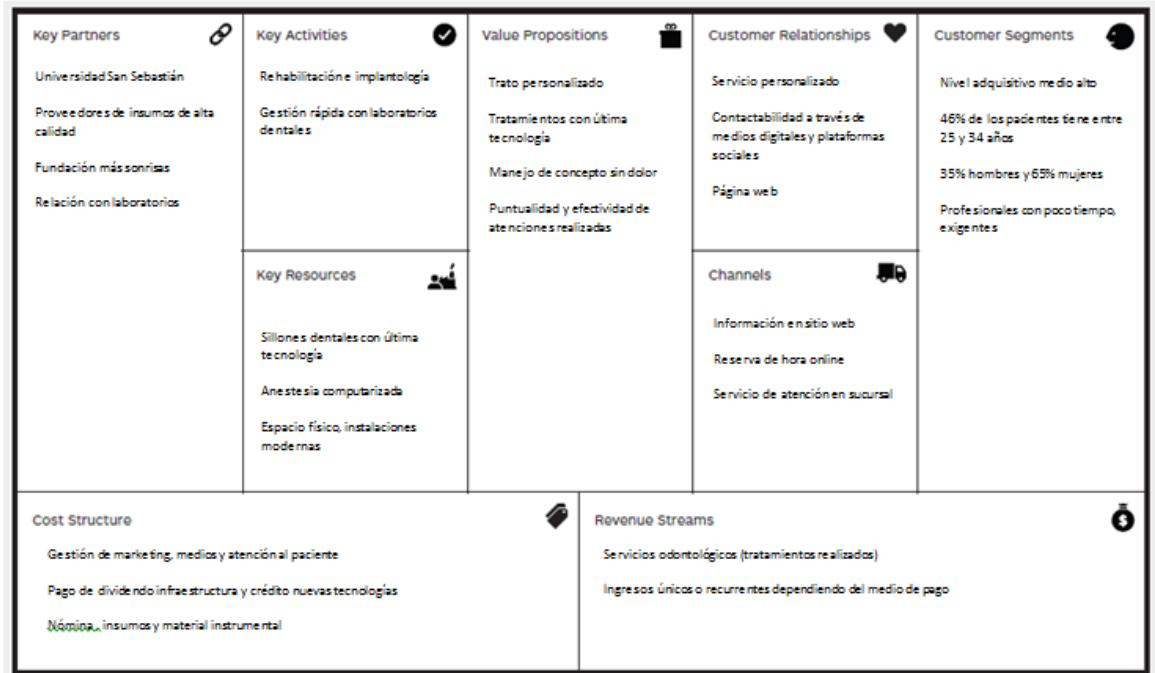 Key Partners
Universidad San Sebastián
Proveedores de insumos de alta
calidad
Fundación más sonrisas
Relación con laboratorios
Key Activities
Rehabilitación e implantología
Gestión rápida con laboratorios
dentales
Key Resources
Sillones dentales con última
tecnología
Anestesia computarizada
Espacio físico, instalaciones
modernas
Value Propositions
Trato personalizado
Tratamientos con última
tecnología
Manejo de concepto sin dolor
Puntualidad y efectividad de
atenciones realizadas
Customer Relationships
Servicio personalizado
Contactabilidad a través de
medios digitales y plataformas
sociales
Página web
Channels
Información en sitio web
Reserva de hora online
Servicio de atención en sucursal
Customer Segments
Nivel adquisitivo medio alto
46% de los pacientes tiene entre
25 y 34 años
35% hombres y 65% mujeres
Profesionales con poco tiempo,
exigentes
Cost Structure
Gestión de marketing, medios y atención al paciente
Pago de dividendo infraestructura y crédito nuevas tecnologías
Nómina, insumos y material instrumental
Revenue Streams
Servicios odontológicos (tratamientos realizados)
Ingresos únicos o recurrentes dependiendo del medio de pago